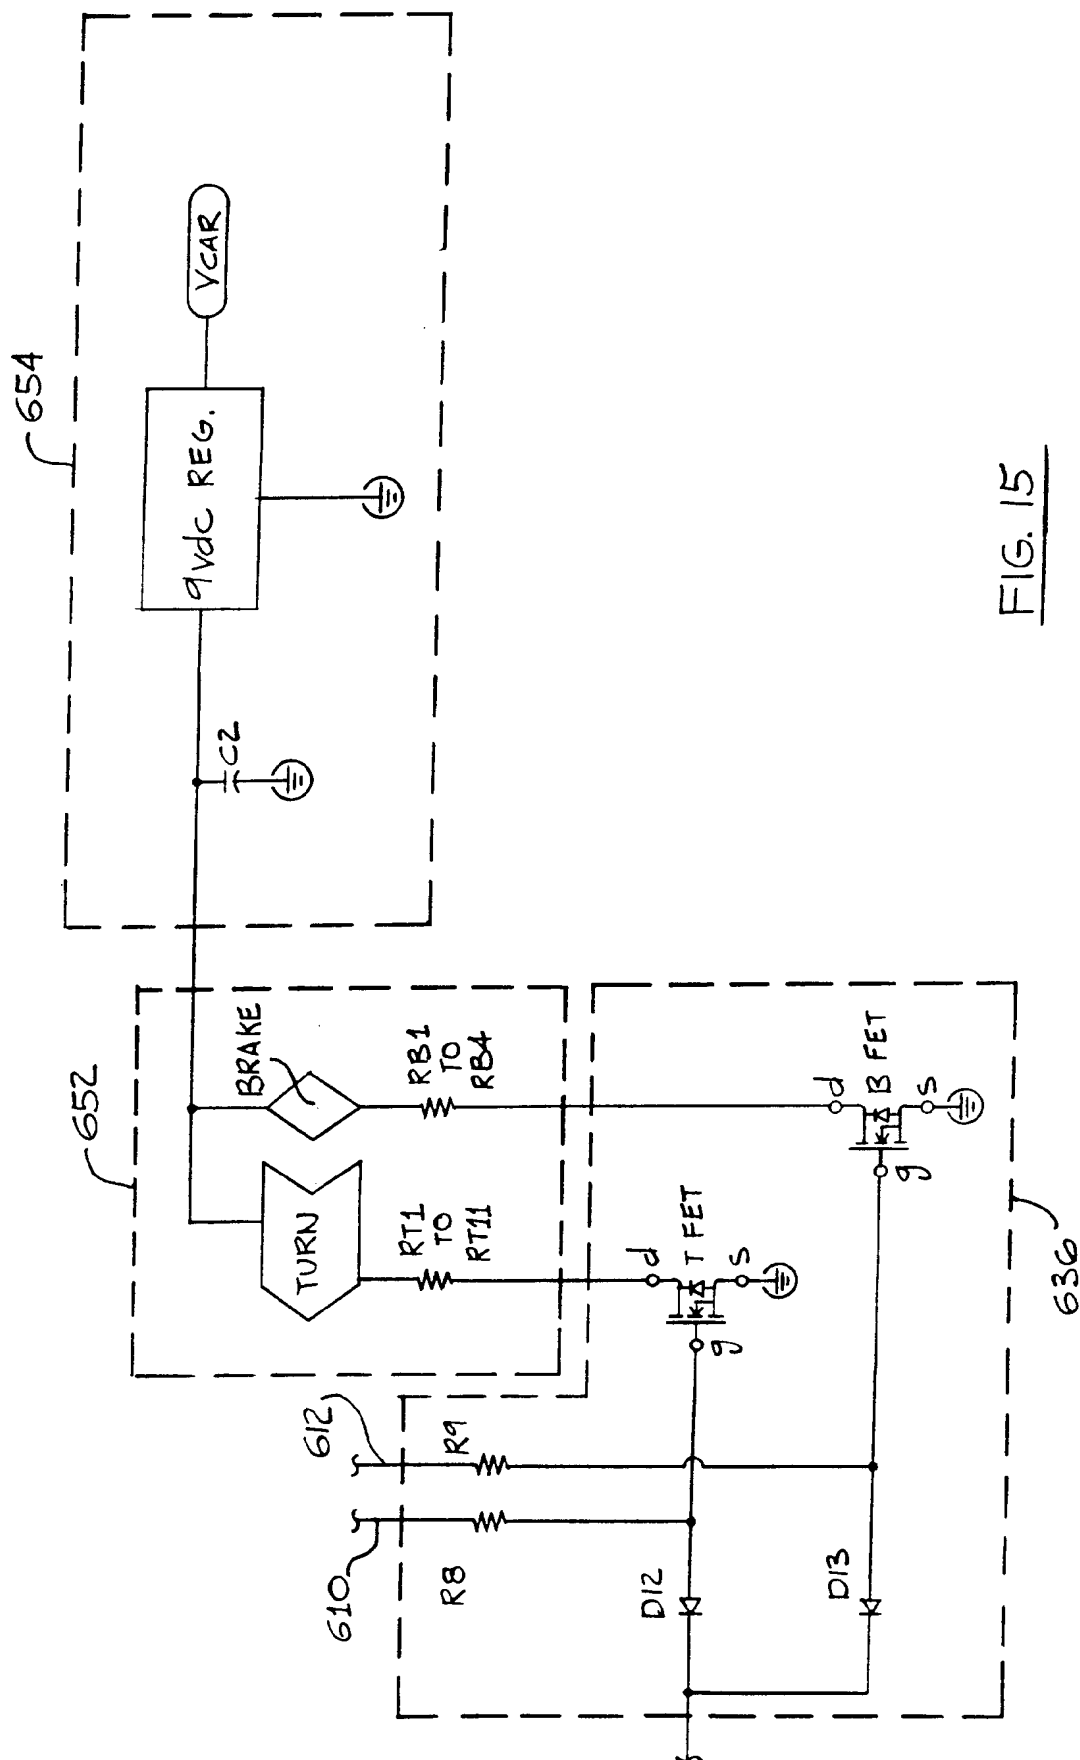 654
VCAR
9vdc REG.
C2
652
BRAKE
TURN
RB1
TO
RB4
RT1
TO
RT11
612
610
R9
R8
d
T FET
s
g
d
B FET
s
g
D12
D13
636
FIG. 15